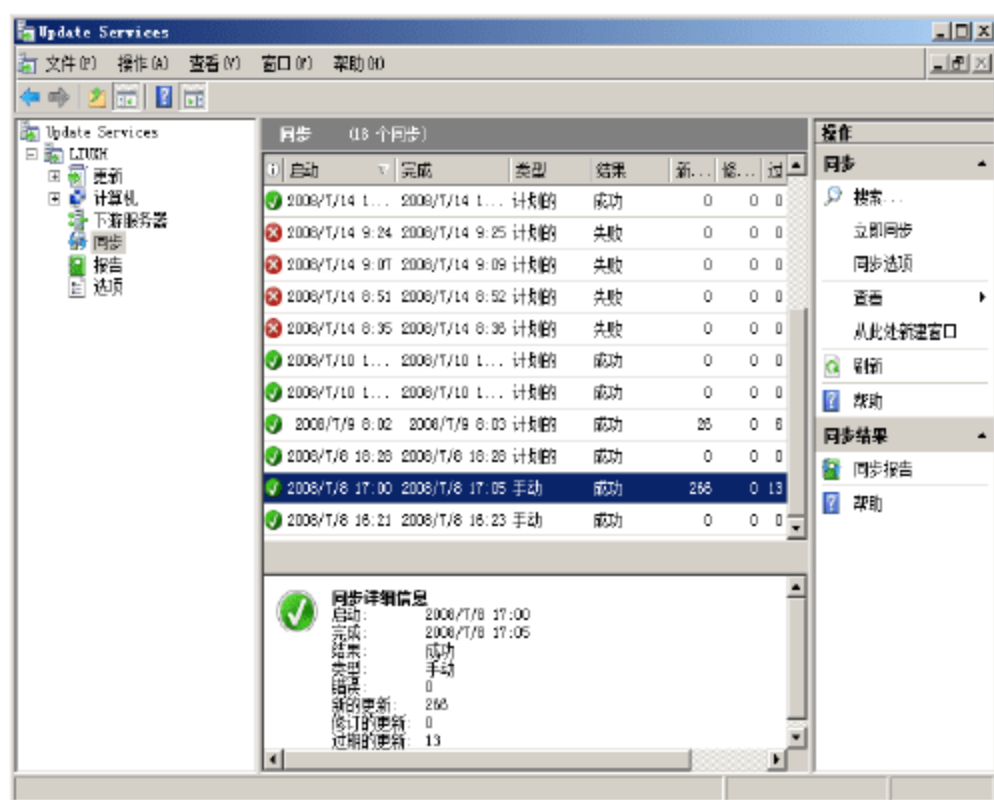 Update Services
文件(F) 操作(A) 查看(V) 窗口(W) 帮助(H)
Update Services
LIUXH
更新
计算机
下游服务器
同步
报告
选项
同步 (18 个同步)
启动 完成 类型 结果 新... 修... 过
2008/7/14 1... 2008/7/14 1... 计划的 成功 0 0 0
2008/7/14 9:24 2008/7/14 9:25 计划的 失败 0 0 0
2008/7/14 9:07 2008/7/14 9:09 计划的 失败 0 0 0
2008/7/14 8:51 2008/7/14 8:52 计划的 失败 0 0 0
2008/7/14 8:35 2008/7/14 8:36 计划的 失败 0 0 0
2008/7/10 1... 2008/7/10 1... 计划的 成功 0 0 0
2008/7/10 1... 2008/7/10 1... 计划的 成功 0 0 0
2008/7/9 8:02 2008/7/9 8:03 计划的 成功 26 0 6
2008/7/8 18:28 2008/7/8 18:28 计划的 成功 0 0 0
2008/7/8 17:00 2008/7/8 17:05 手动 成功 266 0 13
2008/7/8 16:21 2008/7/8 16:23 手动 成功 0 0 0
同步详细信息
启动: 2008/7/8 17:00
完成: 2008/7/8 17:05
结果: 成功
类型: 手动
错误: 0
新的更新: 266
修订的更新: 0
过期的更新: 13
操作
同步
搜索...
立即同步
同步选项
查看
从此处新建窗口
刷新
帮助
同步结果
同步报告
帮助